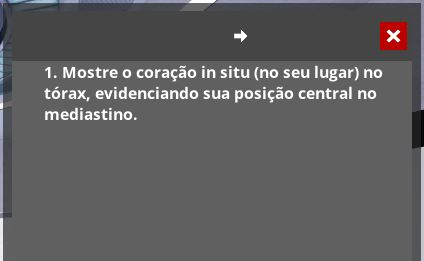 1. Mostre o coração in situ (no seu lugar) no
tórax, evidenciando sua posição central no
mediastino.